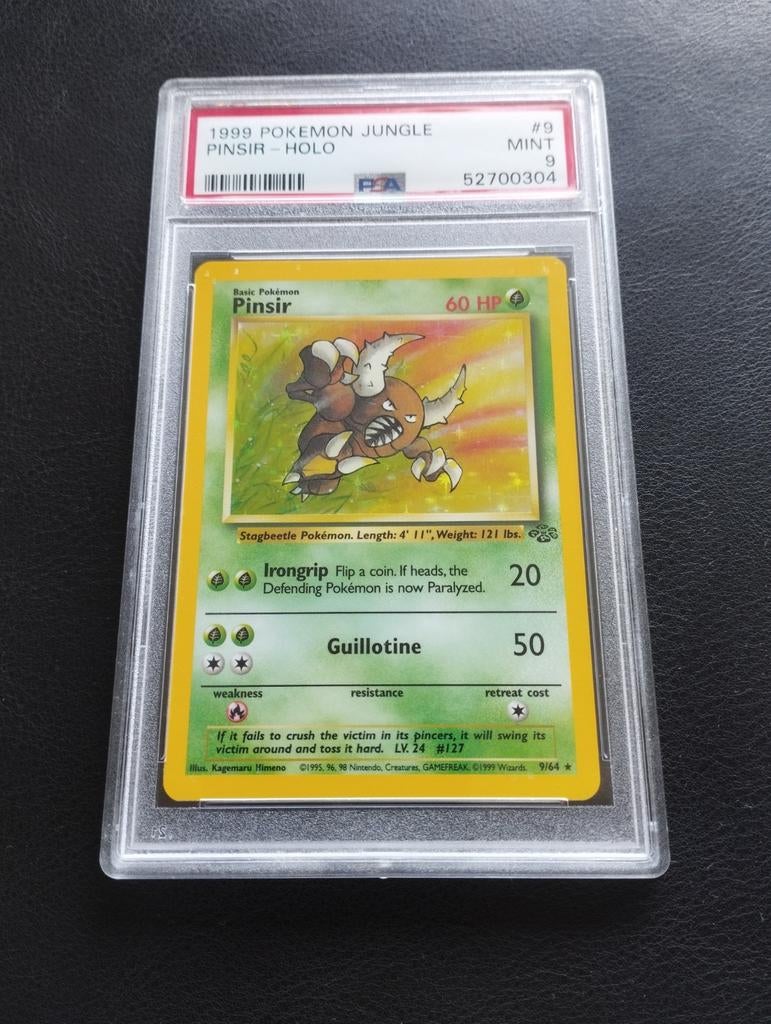 1999 POKEMON JUNGLE #9
PINSIR - HOLO MINT
9
PSA 52700304
Basic Pokémon
Pinsir 60 HP
Stagbeetle Pokémon. Length: 4' 11", Weight: 121 lbs.
Irongrip Flip a coin. If heads, the
Defending Pokémon is now Paralyzed. 20
Guillotine 50
weakness resistance retreat cost
If it fails to crush the victim in its pincers, it will swing its
victim around and toss it hard. LV. 24 #127
Illus. Kagemaru Himeno ©1995, 96, 98 Nintendo, Creatures, GAMEFREAK. ©1999 Wizards. 9/64 ★